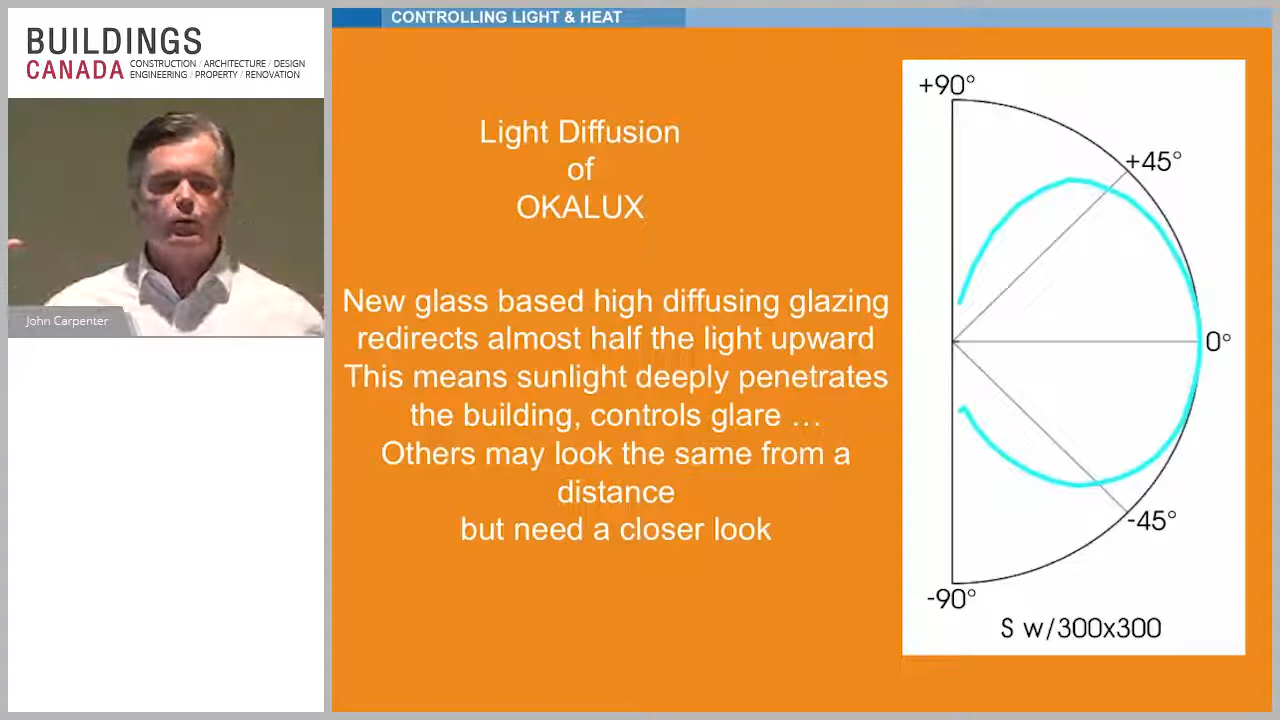 BUILDINGS
CANADA CONSTRUCTION / ARCHITECTURE / DESIGN
ENGINEERING / PROPERTY / RENOVATION
John Carpenter
CONTROLLING LIGHT & HEAT
Light Diffusion
of
OKALUX
New glass based high diffusing glazing
redirects almost half the light upward
This means sunlight deeply penetrates
the building, controls glare …
Others may look the same from a
distance
but need a closer look
+90°
+45°
0°
-45°
-90°
S w/300x300